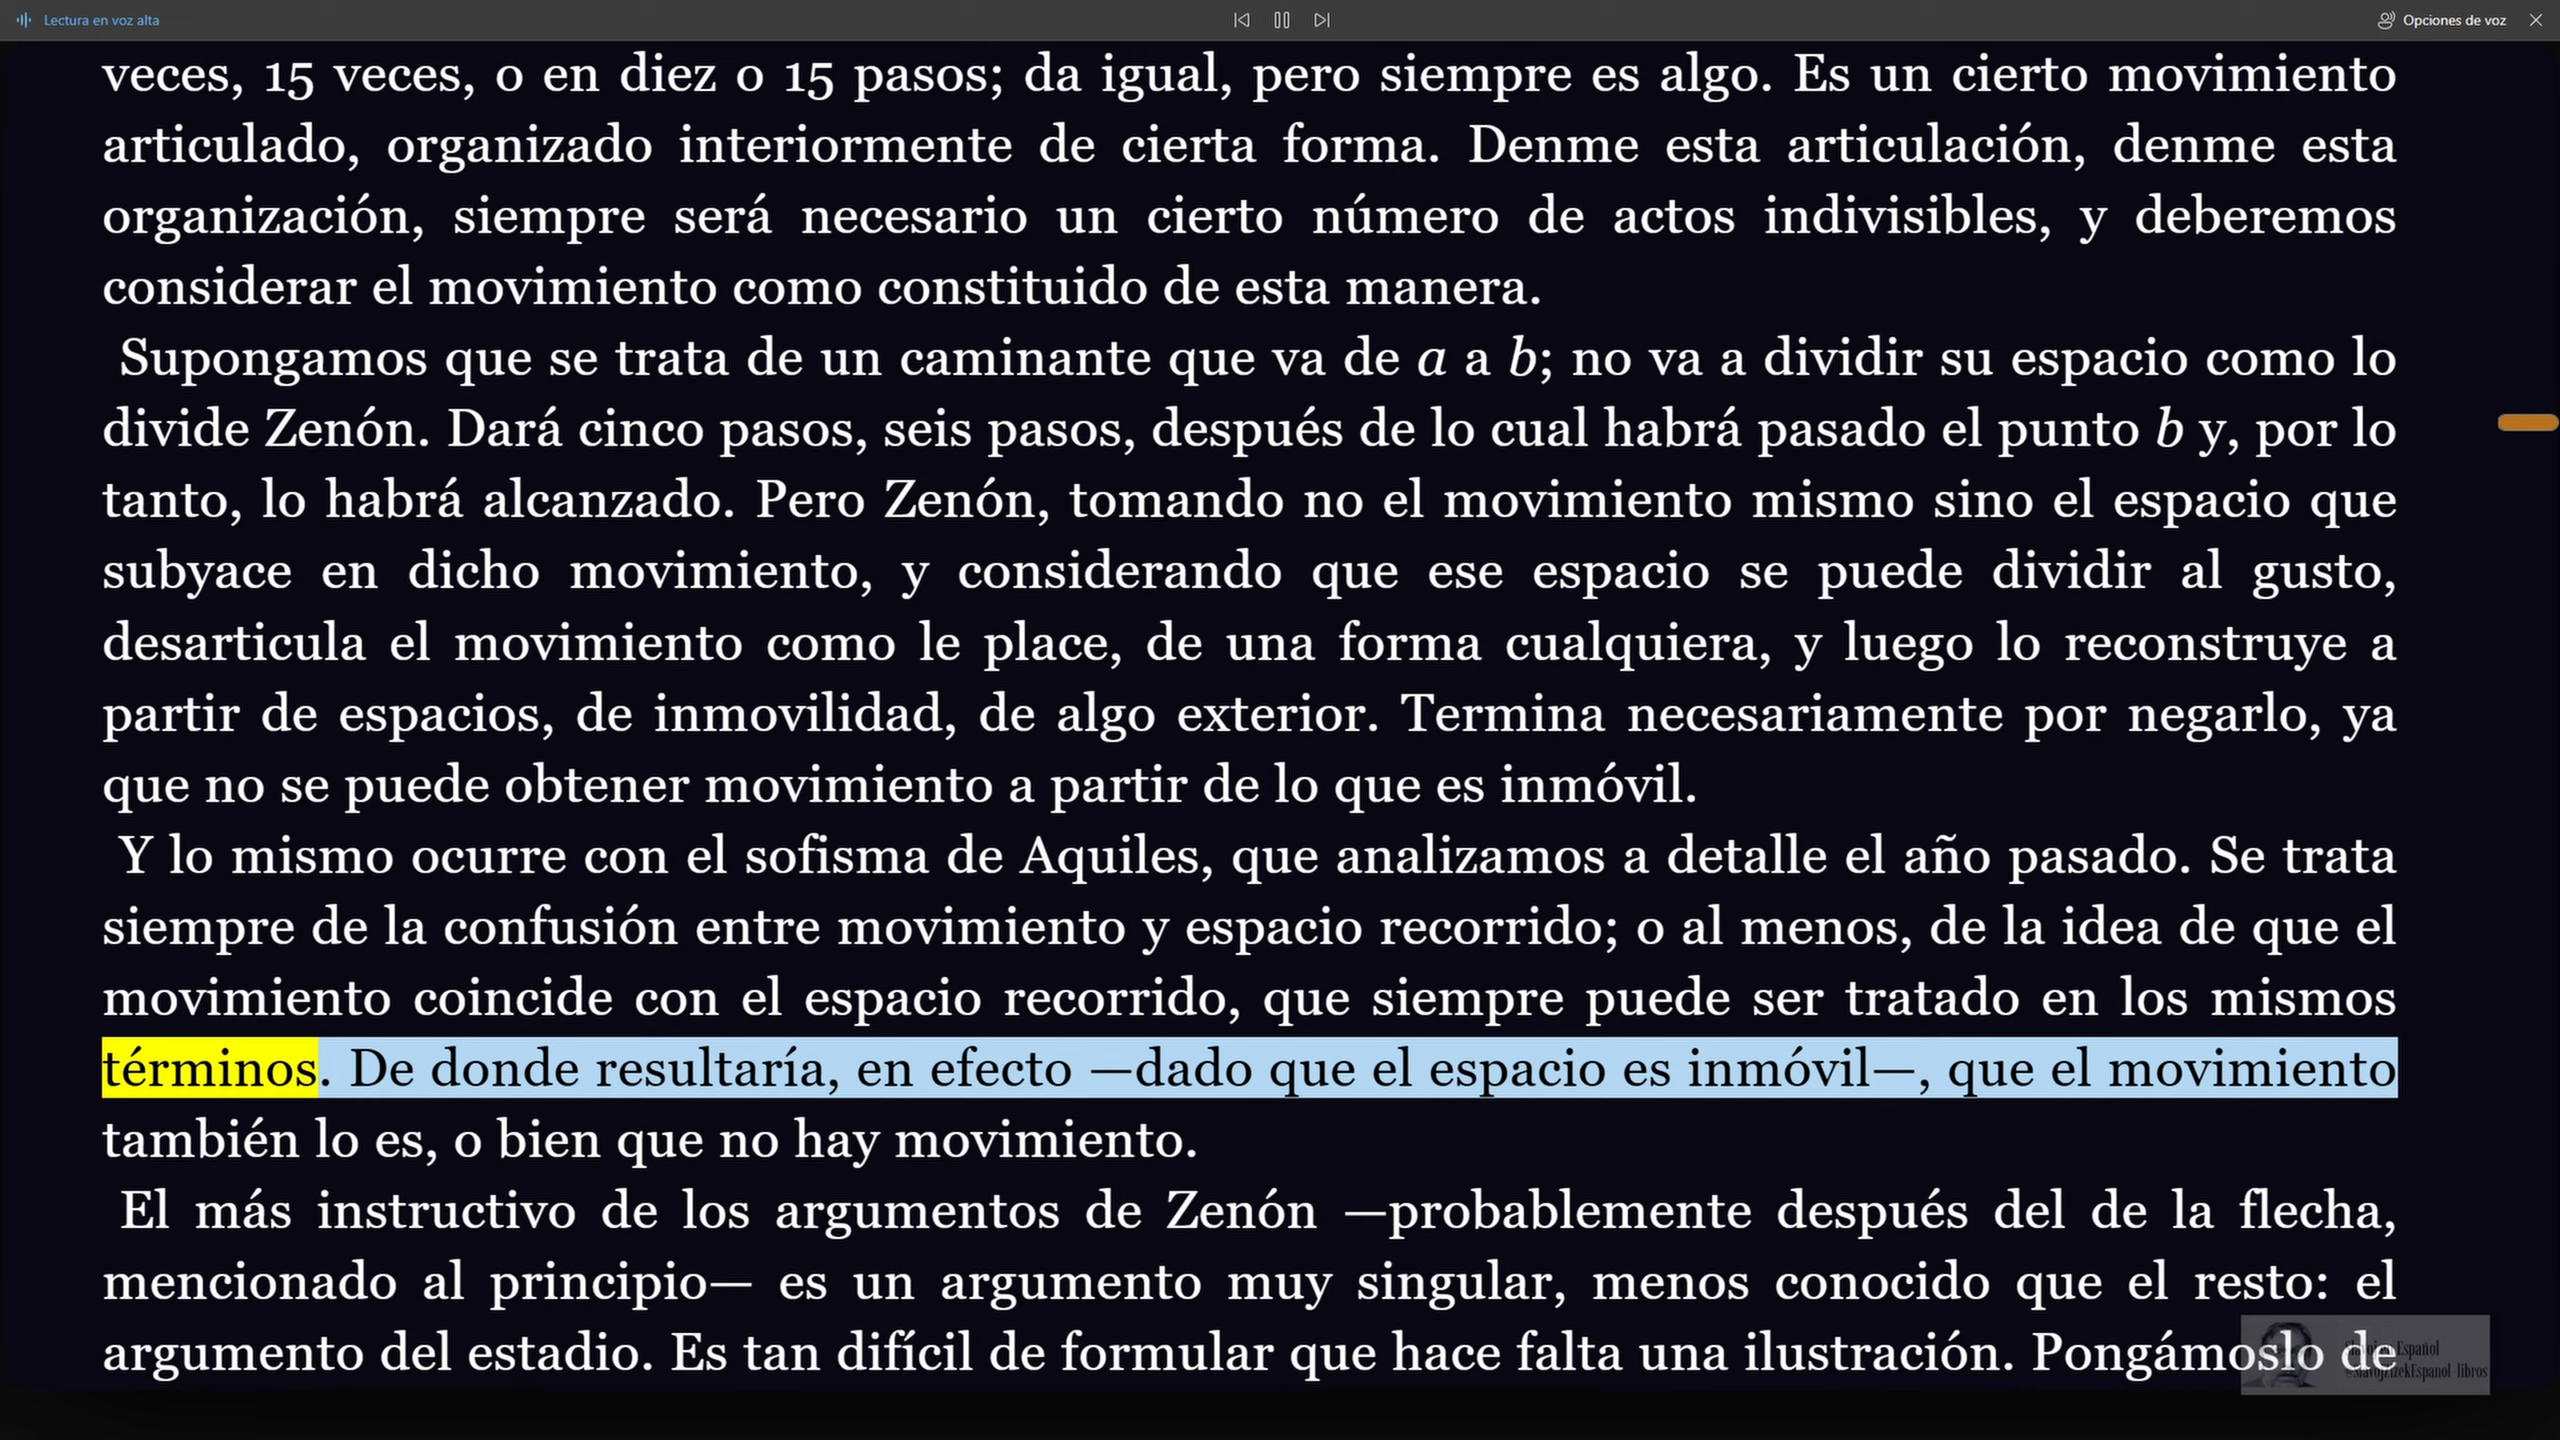 Lectura en voz alta
Opciones de voz
veces, 15 veces, o en diez o 15 pasos; da igual, pero siempre es algo. Es un cierto movimiento
articulado, organizado interiormente de cierta forma. Denme esta articulación, denme esta
organización, siempre será necesario un cierto número de actos indivisibles, y deberemos
considerar el movimiento como constituido de esta manera.
Supongamos que se trata de un caminante que va de a a b; no va a dividir su espacio como lo
divide Zenón. Dará cinco pasos, seis pasos, después de lo cual habrá pasado el punto b y, por lo
tanto, lo habrá alcanzado. Pero Zenón, tomando no el movimiento mismo sino el espacio que
subyace en dicho movimiento, y considerando que ese espacio se puede dividir al gusto,
desarticula el movimiento como le place, de una forma cualquiera, y luego lo reconstruye a
partir de espacios, de inmovilidad, de algo exterior. Termina necesariamente por negarlo, ya
que no se puede obtener movimiento a partir de lo que es inmóvil.
Y lo mismo ocurre con el sofisma de Aquiles, que analizamos a detalle el año pasado. Se trata
siempre de la confusión entre movimiento y espacio recorrido; o al menos, de la idea de que el
movimiento coincide con el espacio recorrido, que siempre puede ser tratado en los mismos
términos. De donde resultaría, en efecto —dado que el espacio es inmóvil—, que el movimiento
también lo es, o bien que no hay movimiento.
El más instructivo de los argumentos de Zenón —probablemente después del de la flecha,
mencionado al principio— es un argumento muy singular, menos conocido que el resto: el
argumento del estadio. Es tan difícil de formular que hace falta una ilustración. Pongámoslo de
Español